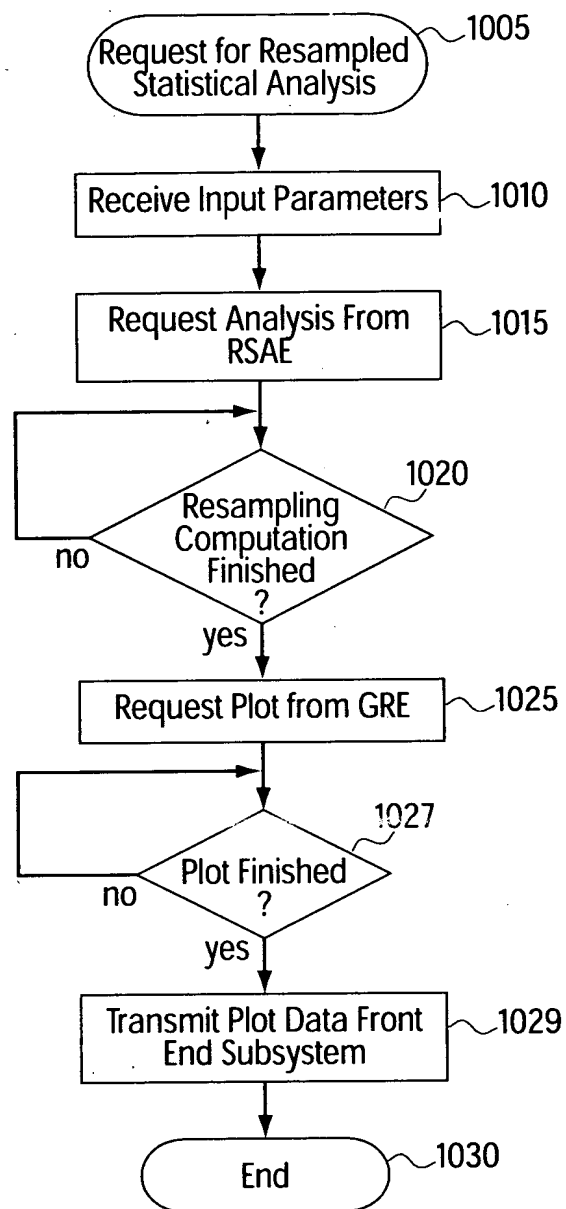 Request for Resampled
Statistical Analysis
1005
Receive Input Parameters
1010
Request Analysis From
RSAE
1015
1020
Resampling
Computation
Finished
?
no
yes
Request Plot from GRE
1025
1027
Plot Finished
?
no
yes
Transmit Plot Data Front
End Subsystem
1029
End
1030